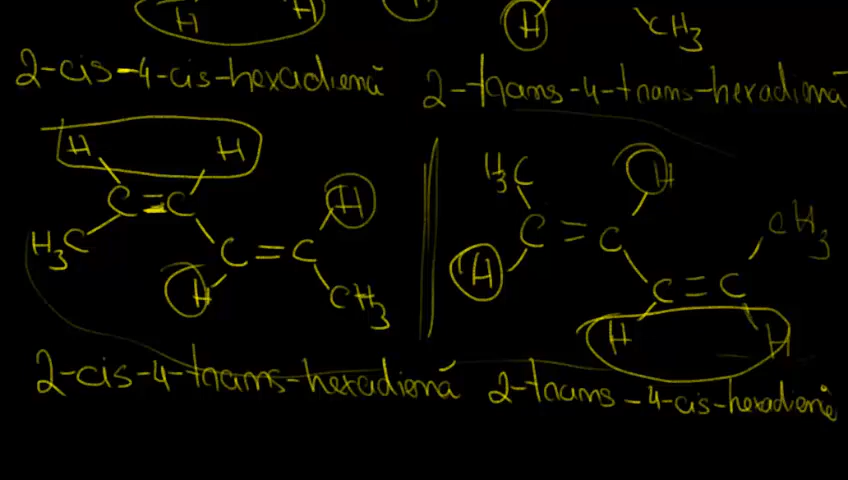 H H
H CH3
2-cis-4-cis-hexadienă
2-trans-4-trans-hexadienă
H H
C=C H
H3C C=C
H CH3
H3C H
C=C CH3
H C=C
H H
2-cis-4-trans-hexadienă
2-trans-4-cis-hexadienă